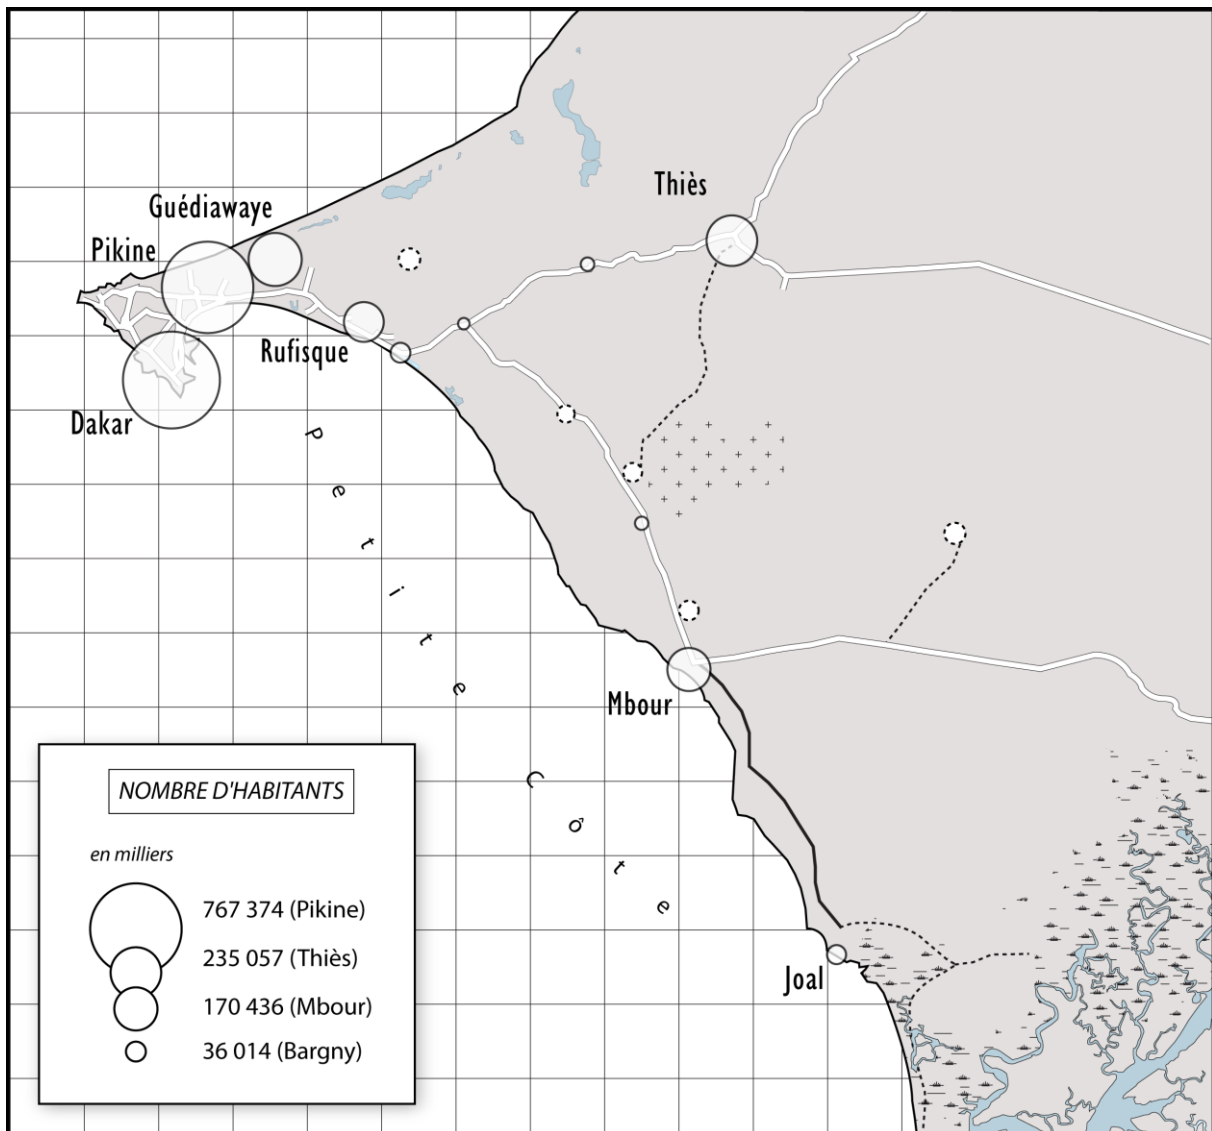 Thiès
Guédiawaye
Pikine
Rufisque
Dakar
Petite Côte
Mbour
Joal
NOMBRE D'HABITANTS
en milliers
767 374 (Pikine)
235 057 (Thiès)
170 436 (Mbour)
36 014 (Bargny)